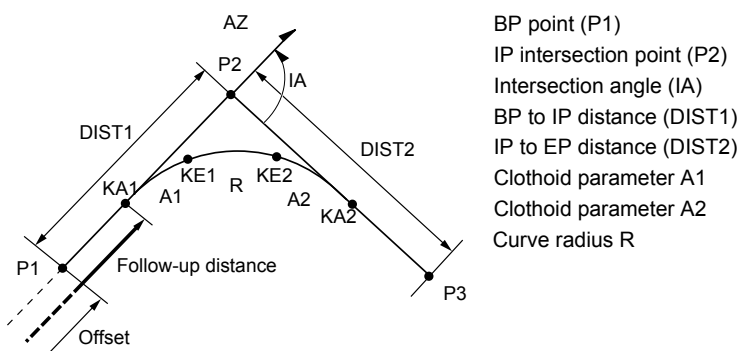 AZ
P2
IA
DIST1
DIST2
KE1
KE2
KA1
A1
R
A2
KA2
P1
Follow-up distance
P3
Offset
BP point (P1)
IP intersection point (P2)
Intersection angle (IA)
BP to IP distance (DIST1)
IP to EP distance (DIST2)
Clothoid parameter A1
Clothoid parameter A2
Curve radius R